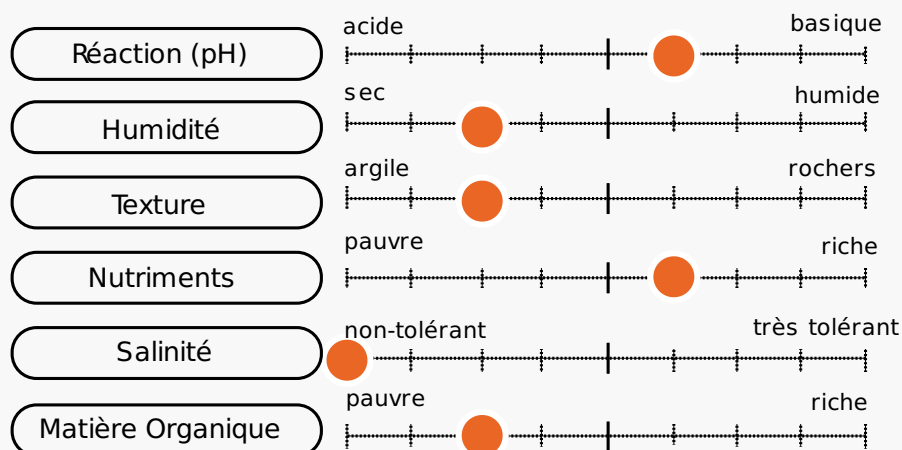 Réaction (pH)
acide
basique
Humidité
sec
humide
Texture
argile
rochers
Nutriments
pauvre
riche
Salinité
non-tolérant
très tolérant
Matière Organique
pauvre
riche